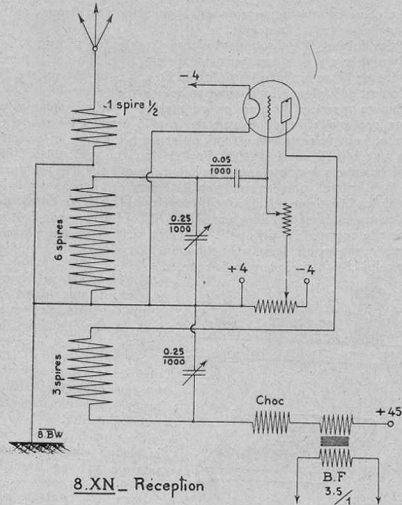 1 spire 1/2
-4
0.05
1000
6 spires
0.25
1000
+4
-4
3 spires
0.25
1000
Choc
+45
8.BW
B.F
3.5/1
8.XN_ Réception